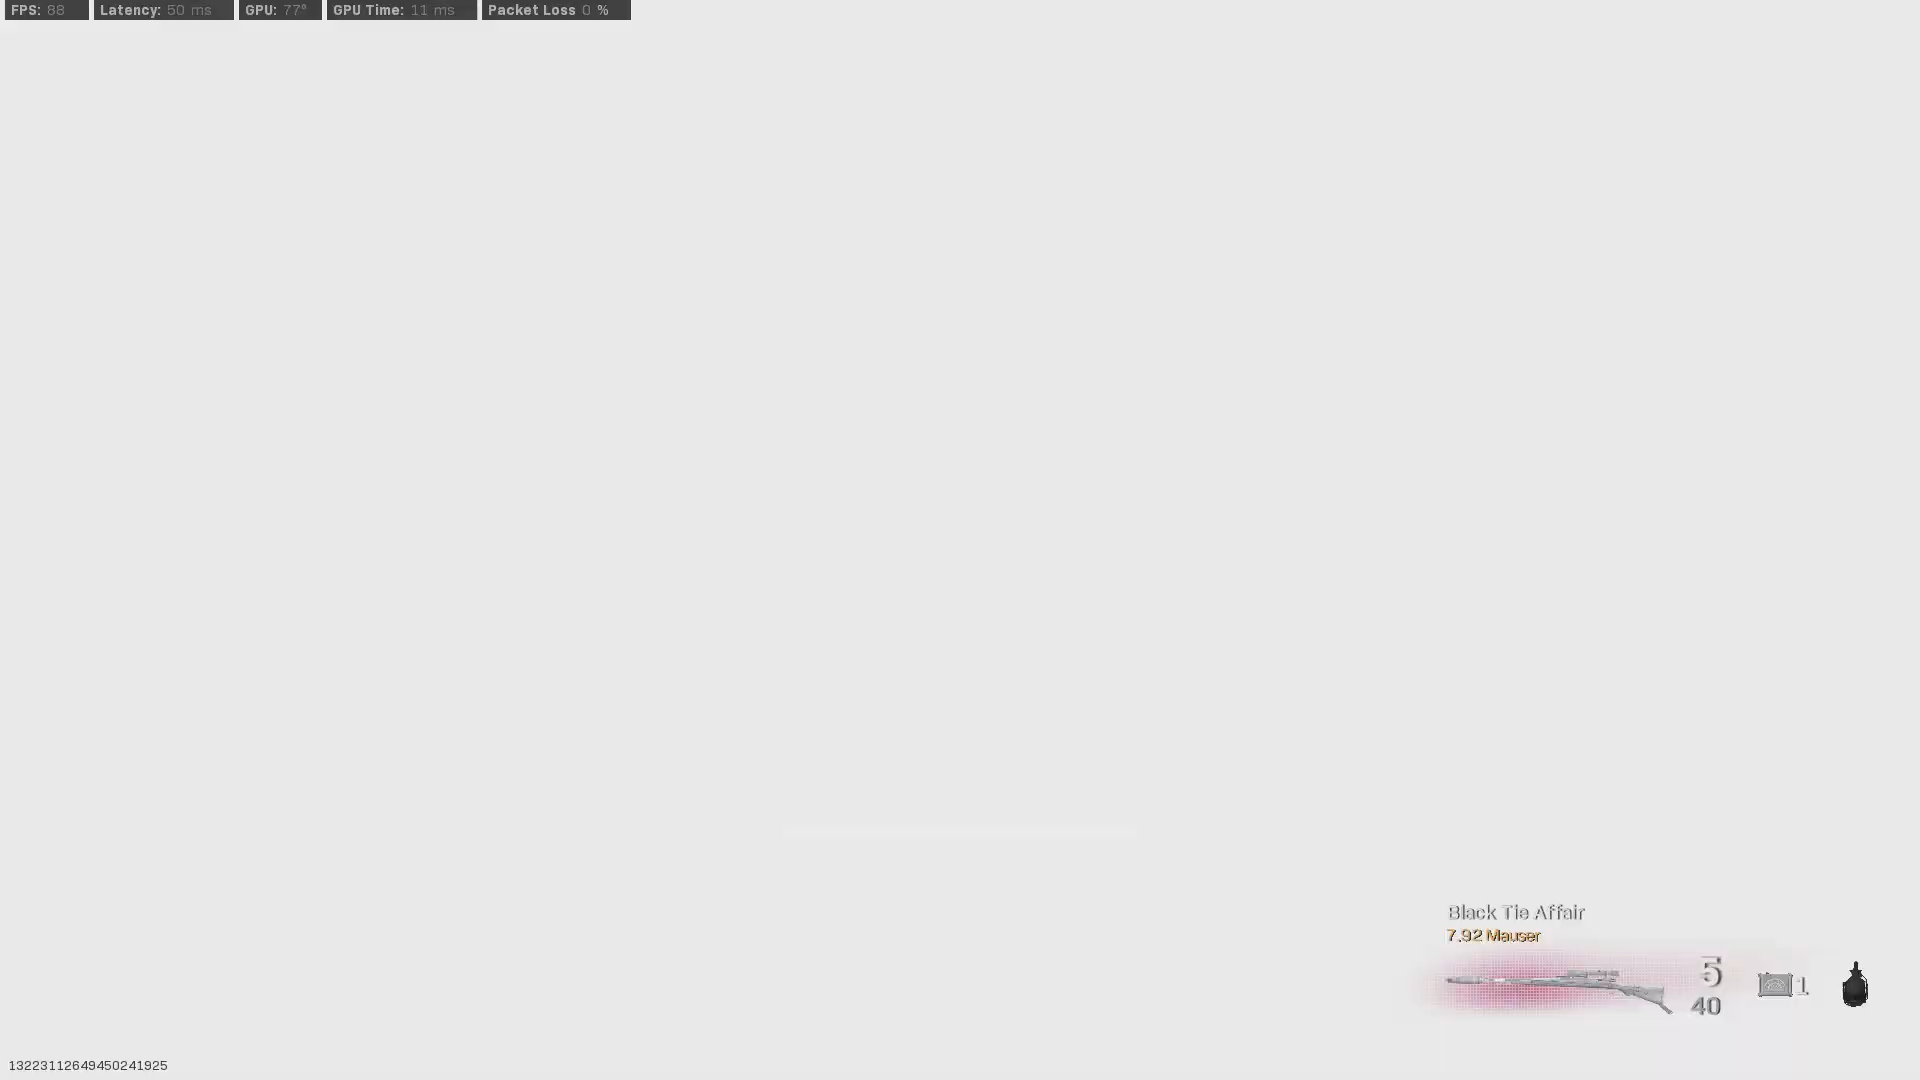 FPS: 88 Latency: 50 ms GPU: 77° GPU Time: 11 ms Packet Loss 0 %
Black Tie Affair
7.92 Mauser
5
40
1
13223112649450241925